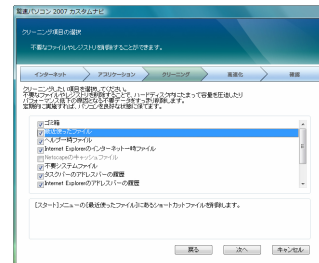 驚速パソコン 2007 カスタムナビ
クリーニング項目の選択
不要なファイルやレジストリを削除することができます。
インターネット
アプリケーション
クリーニング
高速化
確認
クリーニングしたい項目を選択してください。
不要なファイルやレジストリを削除することで、ハードディスク内にたまって容量を圧迫したり
パフォーマンス低下の原因となる不要データをすっきり削除します。
定期的に実施すれば、パソコンを良好な状態に保てます。
ゴミ箱
最近使ったファイル
ヘルプ一時ファイル
Internet Explorerのインターネット一時ファイル
Netscapeのキャッシュファイル
不要システムファイル
タスクバーのアドレスバーの履歴
Internet Explorerのアドレスバーの履歴
[スタート]メニューの[最近使ったファイル]にあるショートカットファイルを削除します。
戻る
次へ
キャンセル